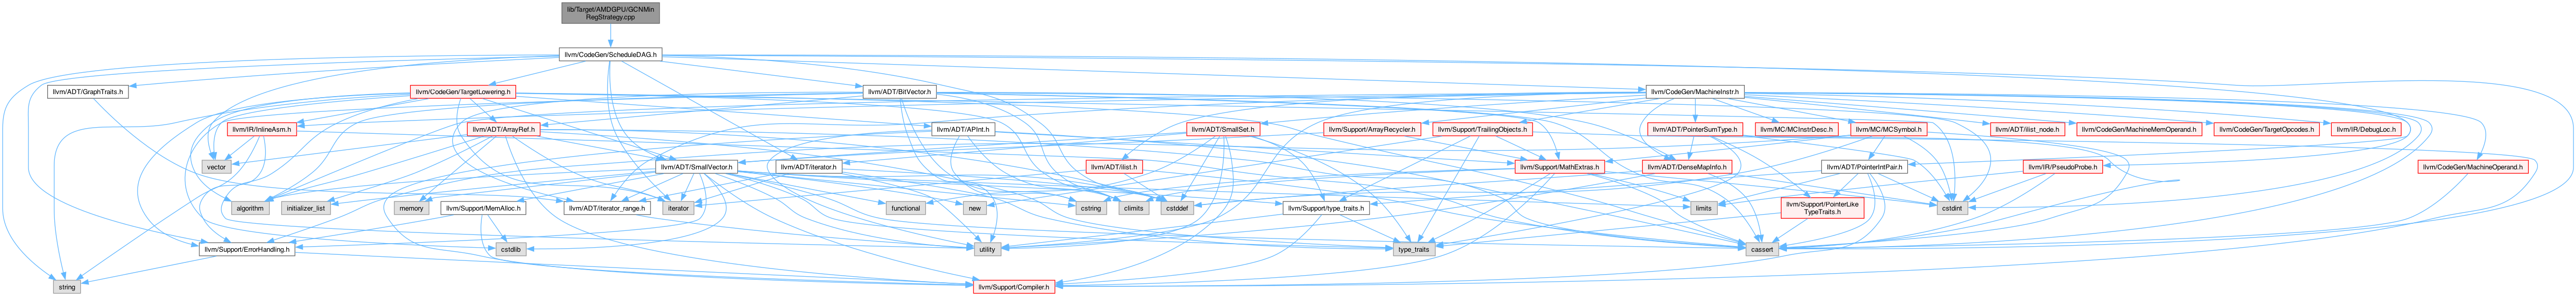 lib/Target/AMDGPU/GCNMin
RegStrategy.cpp
llvm/CodeGen/ScheduleDAG.h
llvm/ADT/GraphTraits.h
llvm/CodeGen/TargetLowering.h
llvm/ADT/BitVector.h
llvm/CodeGen/MachineInstr.h
llvm/IR/InlineAsm.h
llvm/ADT/ArrayRef.h
llvm/ADT/APInt.h
llvm/ADT/SmallSet.h
llvm/Support/ArrayRecycler.h
llvm/Support/TrailingObjects.h
llvm/ADT/PointerSumType.h
llvm/MC/MCInstrDesc.h
llvm/MC/MCSymbol.h
llvm/ADT/ilist_node.h
llvm/CodeGen/MachineMemOperand.h
llvm/CodeGen/TargetOpcodes.h
llvm/IR/DebugLoc.h
vector
llvm/ADT/SmallVector.h
llvm/ADT/iterator.h
llvm/ADT/ilist.h
llvm/Support/MathExtras.h
llvm/ADT/DenseMapInfo.h
llvm/ADT/PointerIntPair.h
llvm/IR/PseudoProbe.h
llvm/CodeGen/MachineOperand.h
algorithm
initializer_list
memory
llvm/Support/MemAlloc.h
llvm/ADT/iterator_range.h
iterator
functional
new
cstring
climits
cstddef
llvm/Support/type_traits.h
limits
llvm/Support/PointerLike
TypeTraits.h
cstdint
llvm/Support/ErrorHandling.h
cstdlib
utility
type_traits
cassert
string
llvm/Support/Compiler.h